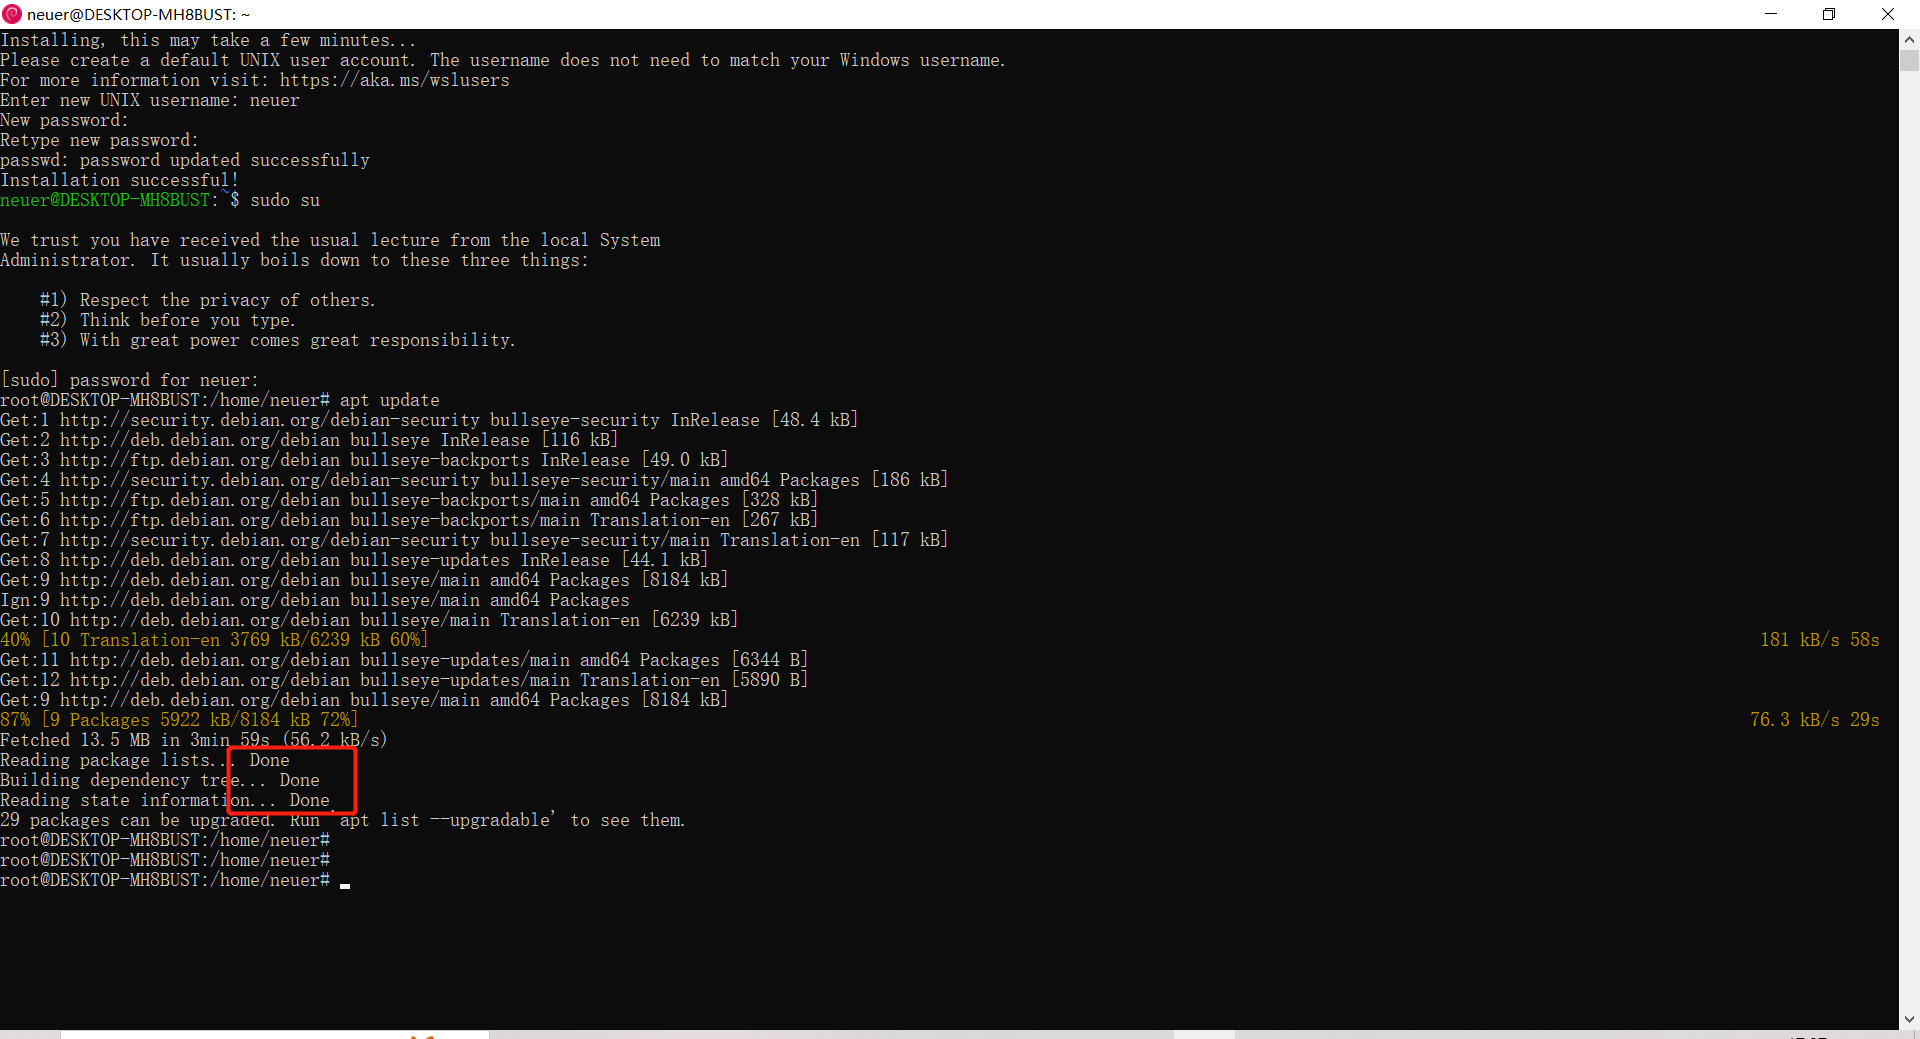 neuer@DESKTOP-MH8BUST: ~
Installing, this may take a few minutes...
Please create a default UNIX user account. The username does not need to match your Windows username.
For more information visit: https://aka.ms/wslusers
Enter new UNIX username: neuer
New password:
Retype new password:
passwd: password updated successfully
Installation successful!
neuer@DESKTOP-MH8BUST:~$ sudo su
We trust you have received the usual lecture from the local System
Administrator. It usually boils down to these three things:
#1) Respect the privacy of others.
#2) Think before you type.
#3) With great power comes great responsibility.
[sudo] password for neuer:
root@DESKTOP-MH8BUST:/home/neuer# apt update
Get:1 http://security.debian.org/debian-security bullseye-security InRelease [48.4 kB]
Get:2 http://deb.debian.org/debian bullseye InRelease [116 kB]
Get:3 http://ftp.debian.org/debian bullseye-backports InRelease [49.0 kB]
Get:4 http://security.debian.org/debian-security bullseye-security/main amd64 Packages [186 kB]
Get:5 http://ftp.debian.org/debian bullseye-backports/main amd64 Packages [328 kB]
Get:6 http://ftp.debian.org/debian bullseye-backports/main Translation-en [267 kB]
Get:7 http://security.debian.org/debian-security bullseye-security/main Translation-en [117 kB]
Get:8 http://deb.debian.org/debian bullseye-updates InRelease [44.1 kB]
Get:9 http://deb.debian.org/debian bullseye/main amd64 Packages [8184 kB]
Ign:9 http://deb.debian.org/debian bullseye/main amd64 Packages
Get:10 http://deb.debian.org/debian bullseye/main Translation-en [6239 kB]
40% [10 Translation-en 3769 kB/6239 kB 60%] 181 kB/s 58s
Get:11 http://deb.debian.org/debian bullseye-updates/main amd64 Packages [6344 B]
Get:12 http://deb.debian.org/debian bullseye-updates/main Translation-en [5890 B]
Get:9 http://deb.debian.org/debian bullseye/main amd64 Packages [8184 kB]
87% [9 Packages 5922 kB/8184 kB 72%] 76.3 kB/s 29s
Fetched 13.5 MB in 3min 59s (56.2 kB/s)
Reading package lists... Done
Building dependency tree... Done
Reading state information... Done
29 packages can be upgraded. Run 'apt list --upgradable' to see them.
root@DESKTOP-MH8BUST:/home/neuer#
root@DESKTOP-MH8BUST:/home/neuer#
root@DESKTOP-MH8BUST:/home/neuer#